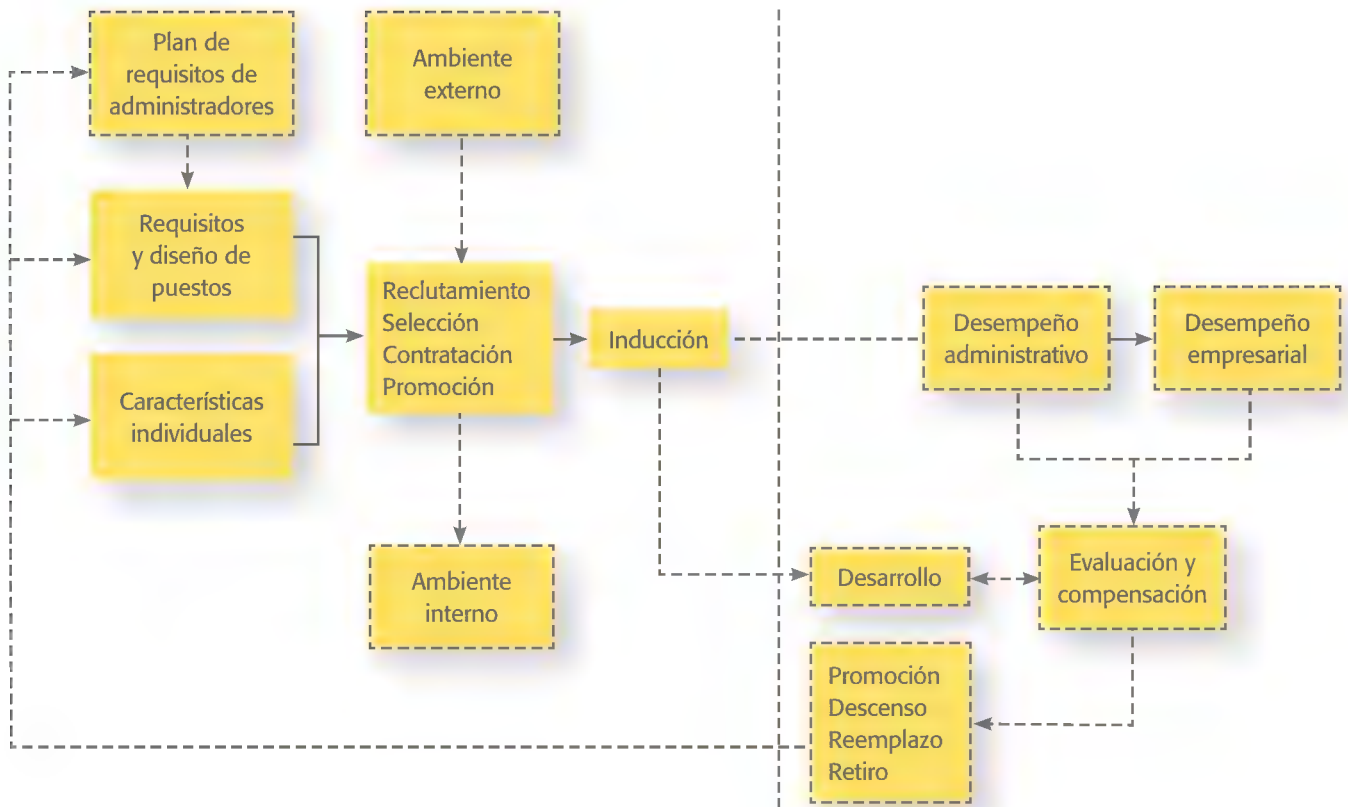 Plan de
requisitos de
administradores
Ambiente
externo
Requisitos
y diseño de
puestos
Características
individuales
Reclutamiento
Selección
Contratación
Promoción
Inducción
Ambiente
interno
Desempeño
administrativo
Desempeño
empresarial
Desarrollo
Evaluación y
compensación
Promoción
Descenso
Reemplazo
Retiro